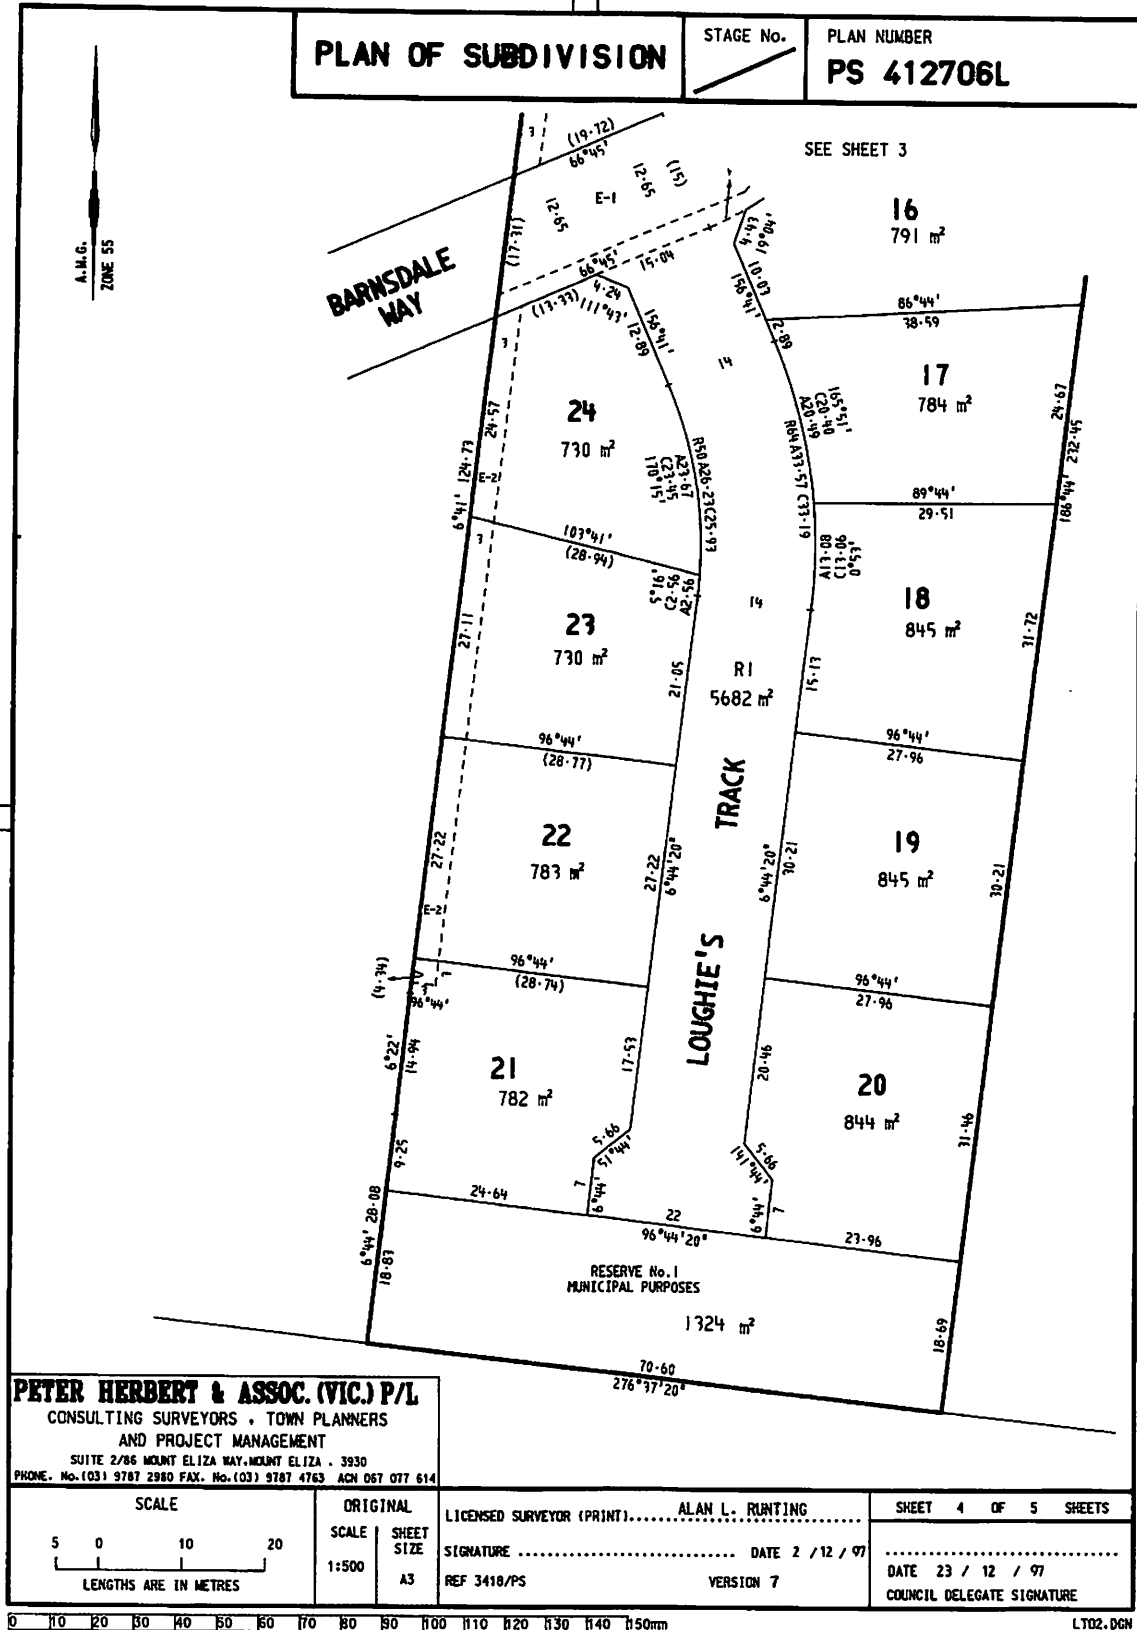 PLAN OF SUBDIVISION
STAGE No.
PLAN NUMBER
PS 412706L
A.M.G.
ZONE 55
SEE SHEET 3
3
(19·72)
66°45'
12·65
(15)
E-1
12·65
(17·31)
BARNSDALE
WAY
66°45'
15·04
4·24
(13·33)
111°43'
4·43
19°04'
10·03
156°41'
16
791 m²
86°44'
38·59
2·89
156°41'
12·89
14
3
24
730 m²
24·57
124·73
6°41'
E-2
17
784 m²
165°51'
C20·40
A20·49
R64 A33·57 C33·19
24·67
232·45
186°44'
R50 A26·23 C25·93
A23·67
C23·45
170°15'
89°44'
29·51
103°41'
(28·94)
3
A13·08
C13·06
0°53'
5°16'
C2·56
A2·56
14
18
845 m²
31·72
23
730 m²
27·11
21·05
R1
5682 m²
15·13
96°44'
(28·77)
96°44'
27·96
TRACK
22
783 m²
27·22
E-2
27·22
6°44'20"
6°44'20"
30·21
19
845 m²
30·21
LOUGHIE'S
96°44'
(28·74)
96°44'
27·96
(4·34)
3
96°44'
6°22'
14·94
21
782 m²
17·53
20·46
20
844 m²
31·46
5·66
51°44'
5·66
141°44'
9·25
7
6°44'
6°44'
7
24·64
22
96°44'20"
23·96
6°44'
28·08
18·83
RESERVE No.1
MUNICIPAL PURPOSES
1324 m²
18·69
70·60
276°37'20"
PETER HERBERT & ASSOC. (VIC.) P/L
CONSULTING SURVEYORS . TOWN PLANNERS
AND PROJECT MANAGEMENT
SUITE 2/86 MOUNT ELIZA WAY.MOUNT ELIZA . 3930
PHONE. No.(03) 9787 2980 FAX. No.(03) 9787 4763 ACN 067 077 614
SCALE
5 0 10 20
LENGTHS ARE IN METRES
ORIGINAL
SCALE
1:500
SHEET
SIZE
A3
LICENSED SURVEYOR (PRINT)..... ALAN L. RUNTING
SIGNATURE .............................. DATE 2 /12 / 97
REF 3418/PS VERSION 7
SHEET 4 OF 5 SHEETS
DATE 23 / 12 / 97
COUNCIL DELEGATE SIGNATURE
0 10 20 30 40 50 60 70 80 90 100 110 120 130 140 150mm
LTO2.DGN